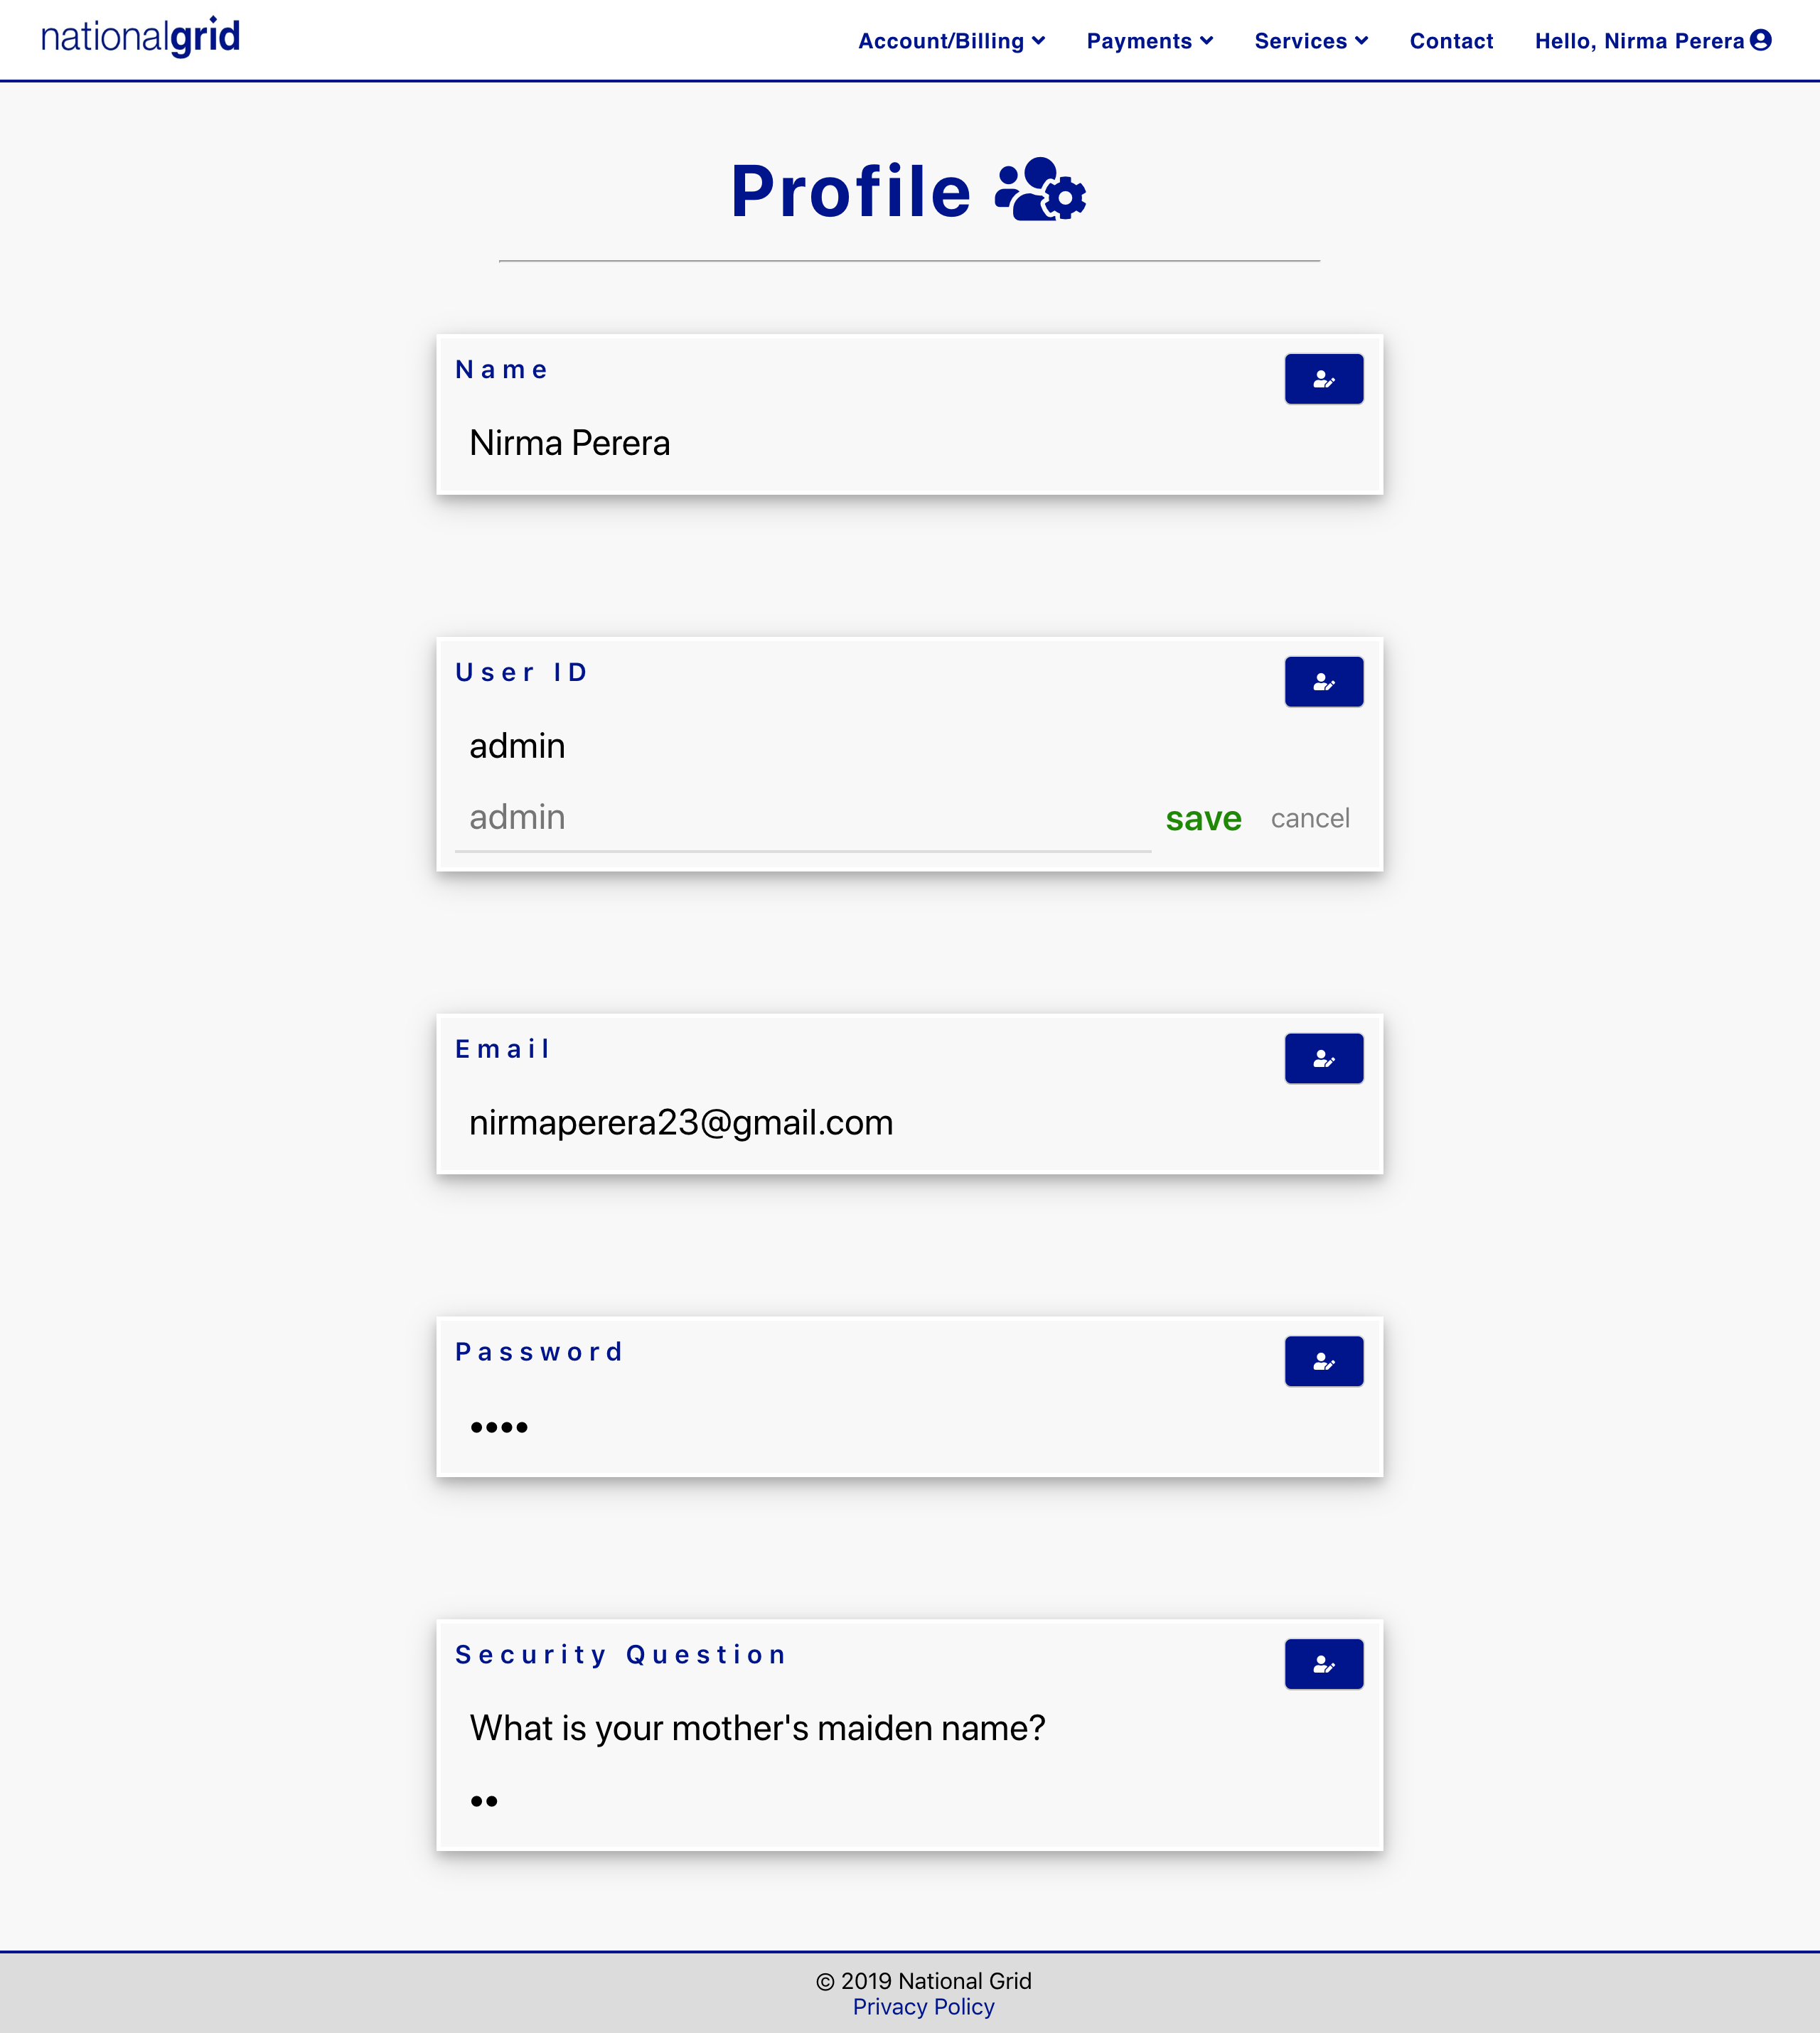 nationalgrid
Account/Billing Payments Services Contact Hello, Nirma Perera
Profile
Name
Nirma Perera
User ID
admin
admin save cancel
Email
nirmaperera23@gmail.com
Password
••••
Security Question
What is your mother's maiden name?
••
© 2019 National Grid
Privacy Policy